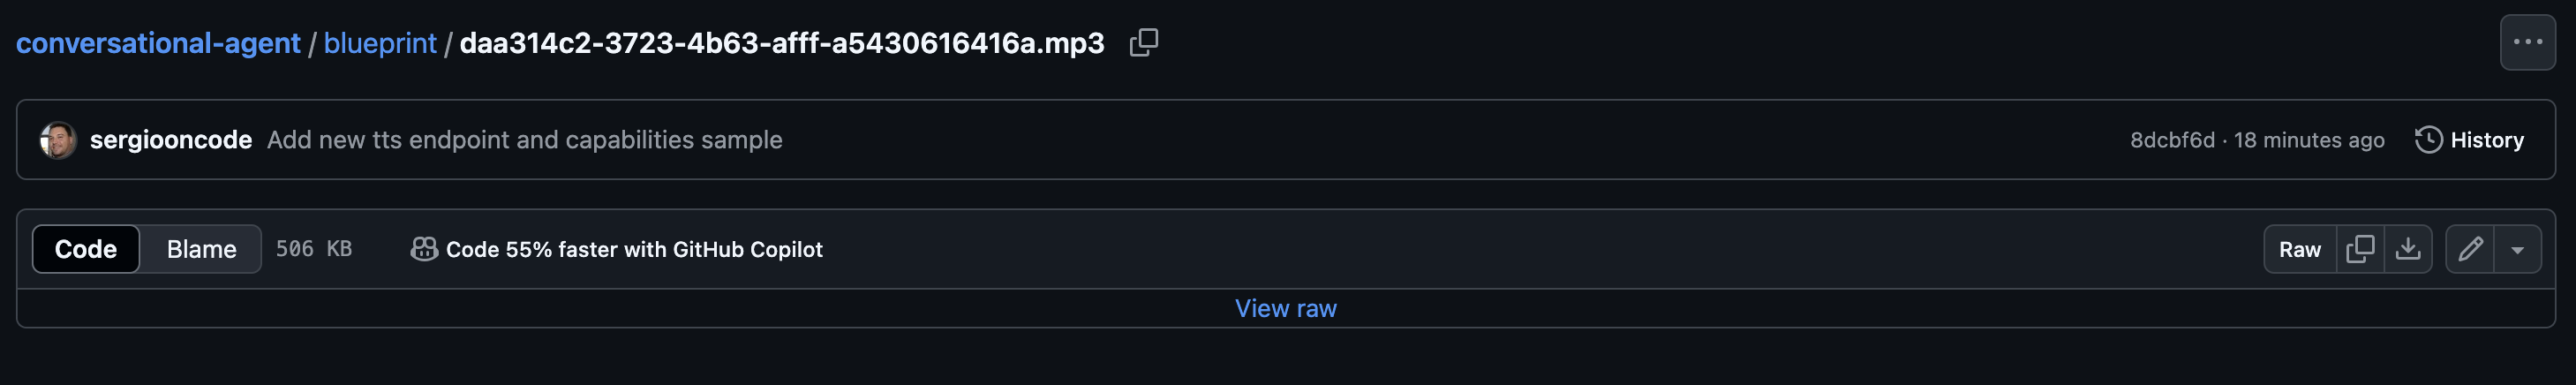 conversational-agent / blueprint / daa314c2-3723-4b63-afff-a5430616416a.mp3
sergiooncode Add new tts endpoint and capabilities sample 8dcbf6d · 18 minutes ago History
Code Blame 506 KB Code 55% faster with GitHub Copilot Raw
View raw